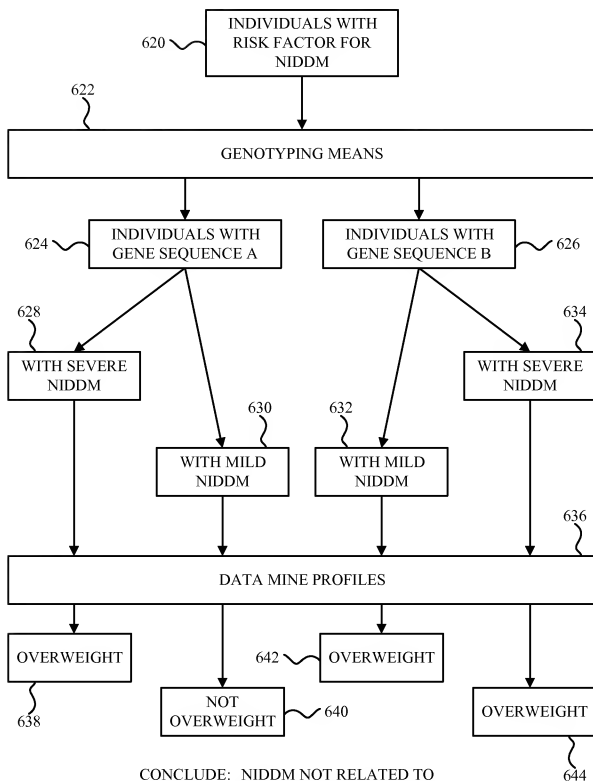 INDIVIDUALS WITH
RISK FACTOR FOR
NIDDM
620
622
GENOTYPING MEANS
INDIVIDUALS WITH
GENE SEQUENCE A
624
INDIVIDUALS WITH
GENE SEQUENCE B
626
628
WITH SEVERE
NIDDM
634
WITH SEVERE
NIDDM
630
WITH MILD
NIDDM
632
WITH MILD
NIDDM
636
DATA MINE PROFILES
OVERWEIGHT
638
NOT
OVERWEIGHT
640
642
OVERWEIGHT
OVERWEIGHT
644
CONCLUDE: NIDDM NOT RELATED TO